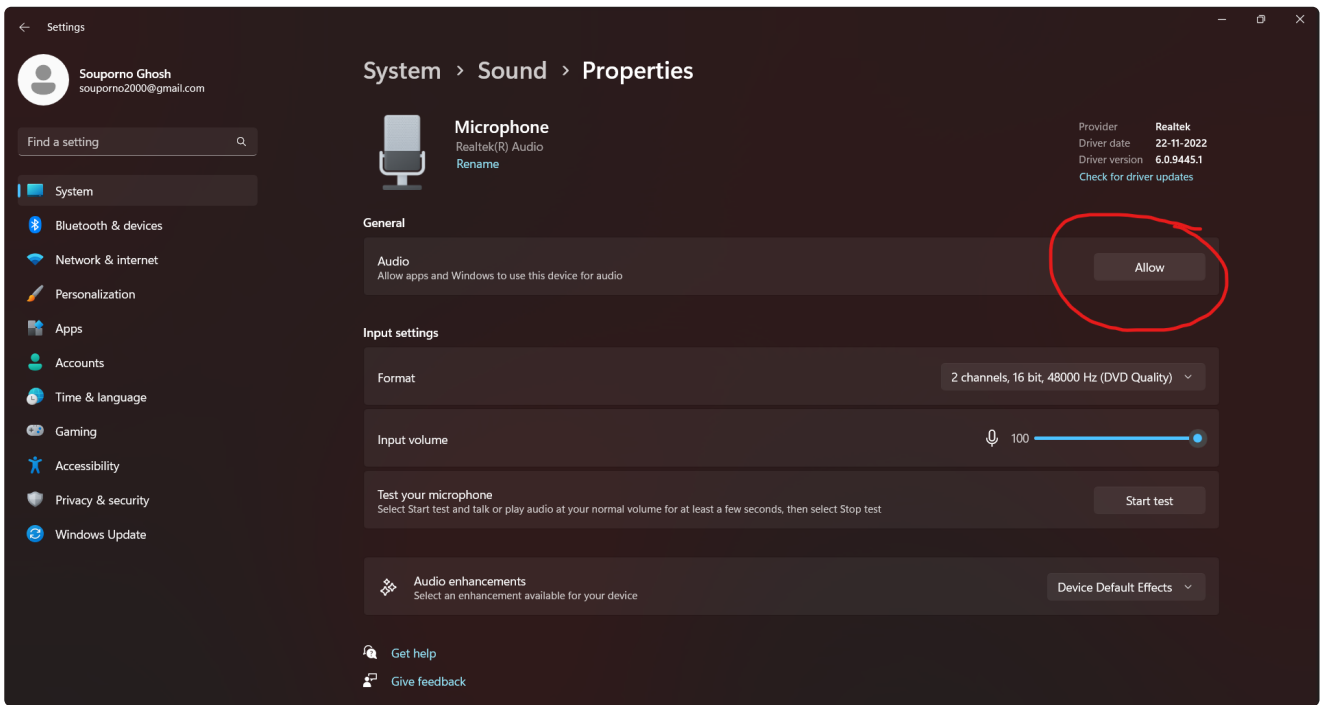 Settings
Souporno Ghosh
souporno2000@gmail.com
Find a setting
System
Bluetooth & devices
Network & internet
Personalization
Apps
Accounts
Time & language
Gaming
Accessibility
Privacy & security
Windows Update
System > Sound > Properties
Microphone
Realtek(R) Audio
Rename
Provider Realtek
Driver date 22-11-2022
Driver version 6.0.9445.1
Check for driver updates
General
Audio
Allow apps and Windows to use this device for audio
Allow
Input settings
Format
2 channels, 16 bit, 48000 Hz (DVD Quality)
Input volume
100
Test your microphone
Select Start test and talk or play audio at your normal volume for at least a few seconds, then select Stop test
Start test
Audio enhancements
Select an enhancement available for your device
Device Default Effects
Get help
Give feedback